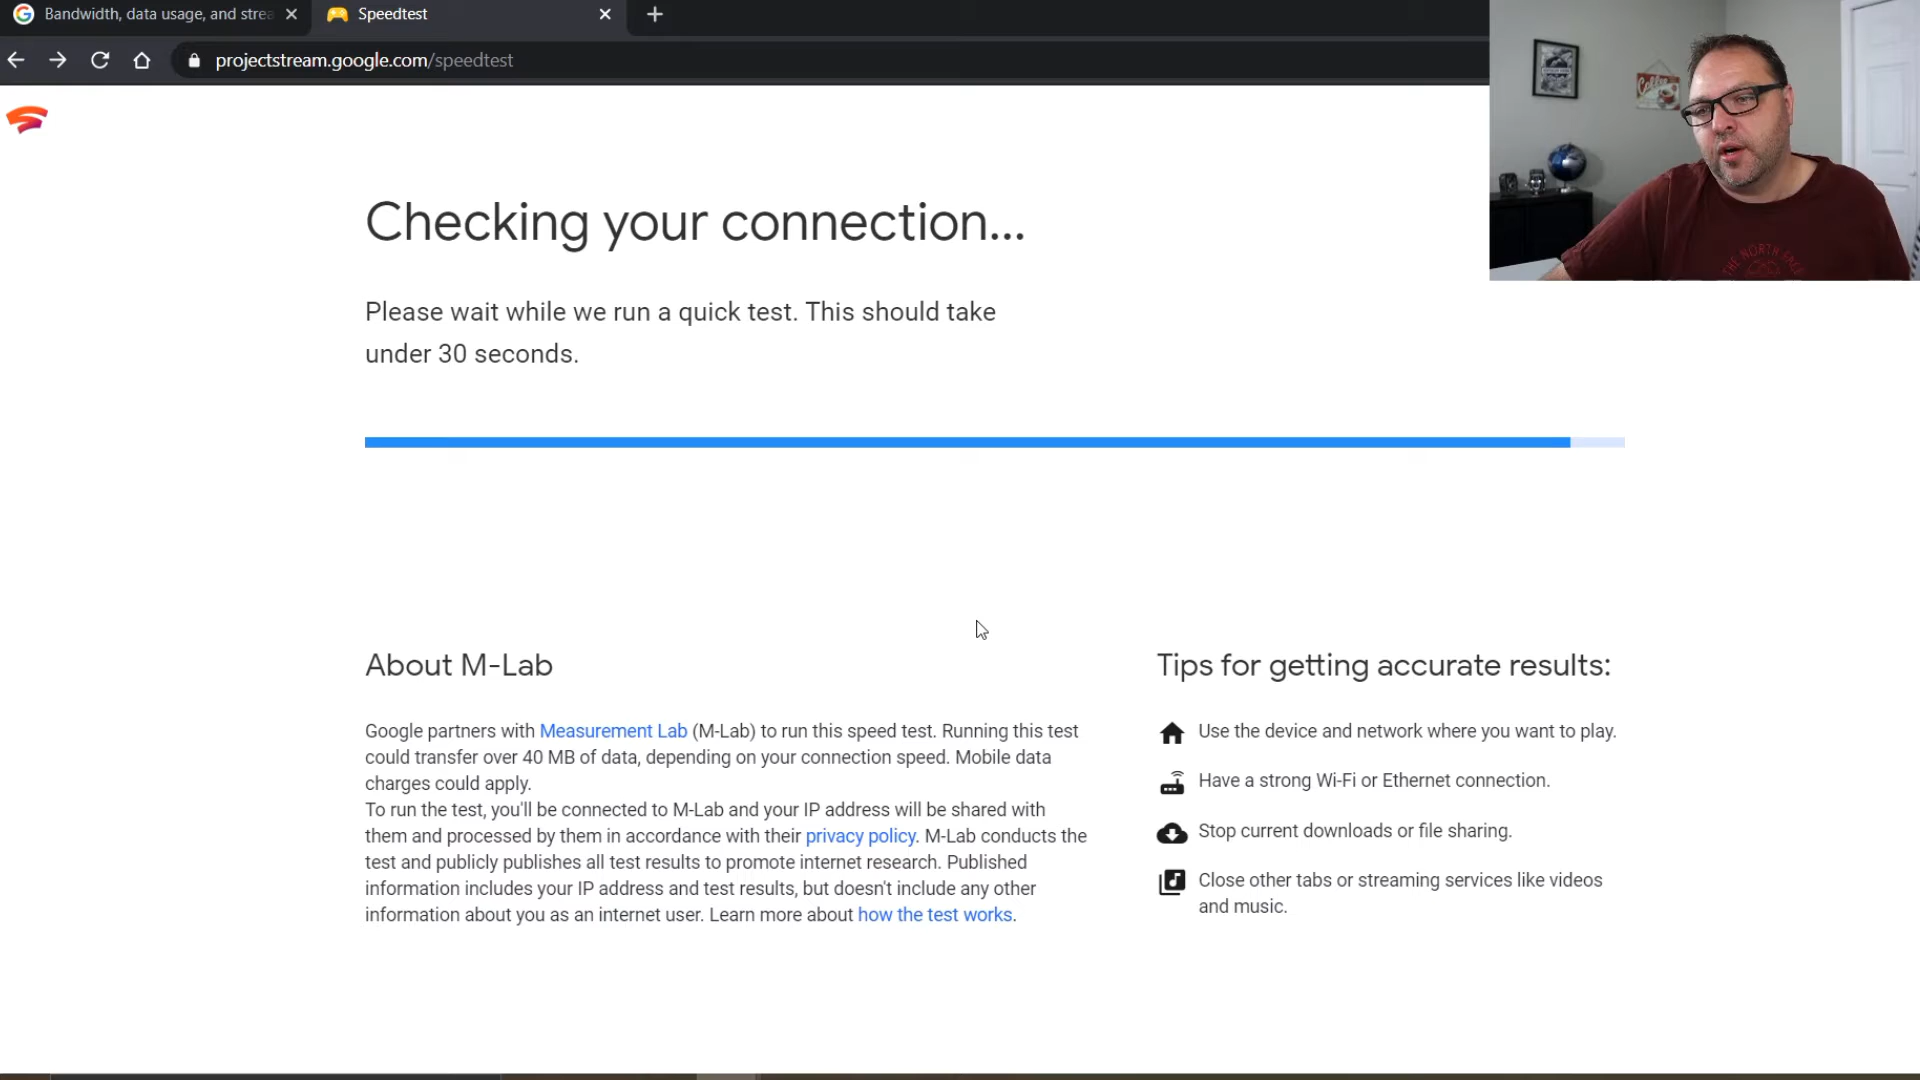 Bandwidth, data usage, and strea
Speedtest
projectstream.google.com/speedtest
Coffee
THE NORTH FACE
Checking your connection...
Please wait while we run a quick test. This should take
under 30 seconds.
About M-Lab
Google partners with Measurement Lab (M-Lab) to run this speed test. Running this test
could transfer over 40 MB of data, depending on your connection speed. Mobile data
charges could apply.
To run the test, you'll be connected to M-Lab and your IP address will be shared with
them and processed by them in accordance with their privacy policy. M-Lab conducts the
test and publicly publishes all test results to promote internet research. Published
information includes your IP address and test results, but doesn't include any other
information about you as an internet user. Learn more about how the test works.
Tips for getting accurate results:
Use the device and network where you want to play.
Have a strong Wi-Fi or Ethernet connection.
Stop current downloads or file sharing.
Close other tabs or streaming services like videos
and music.